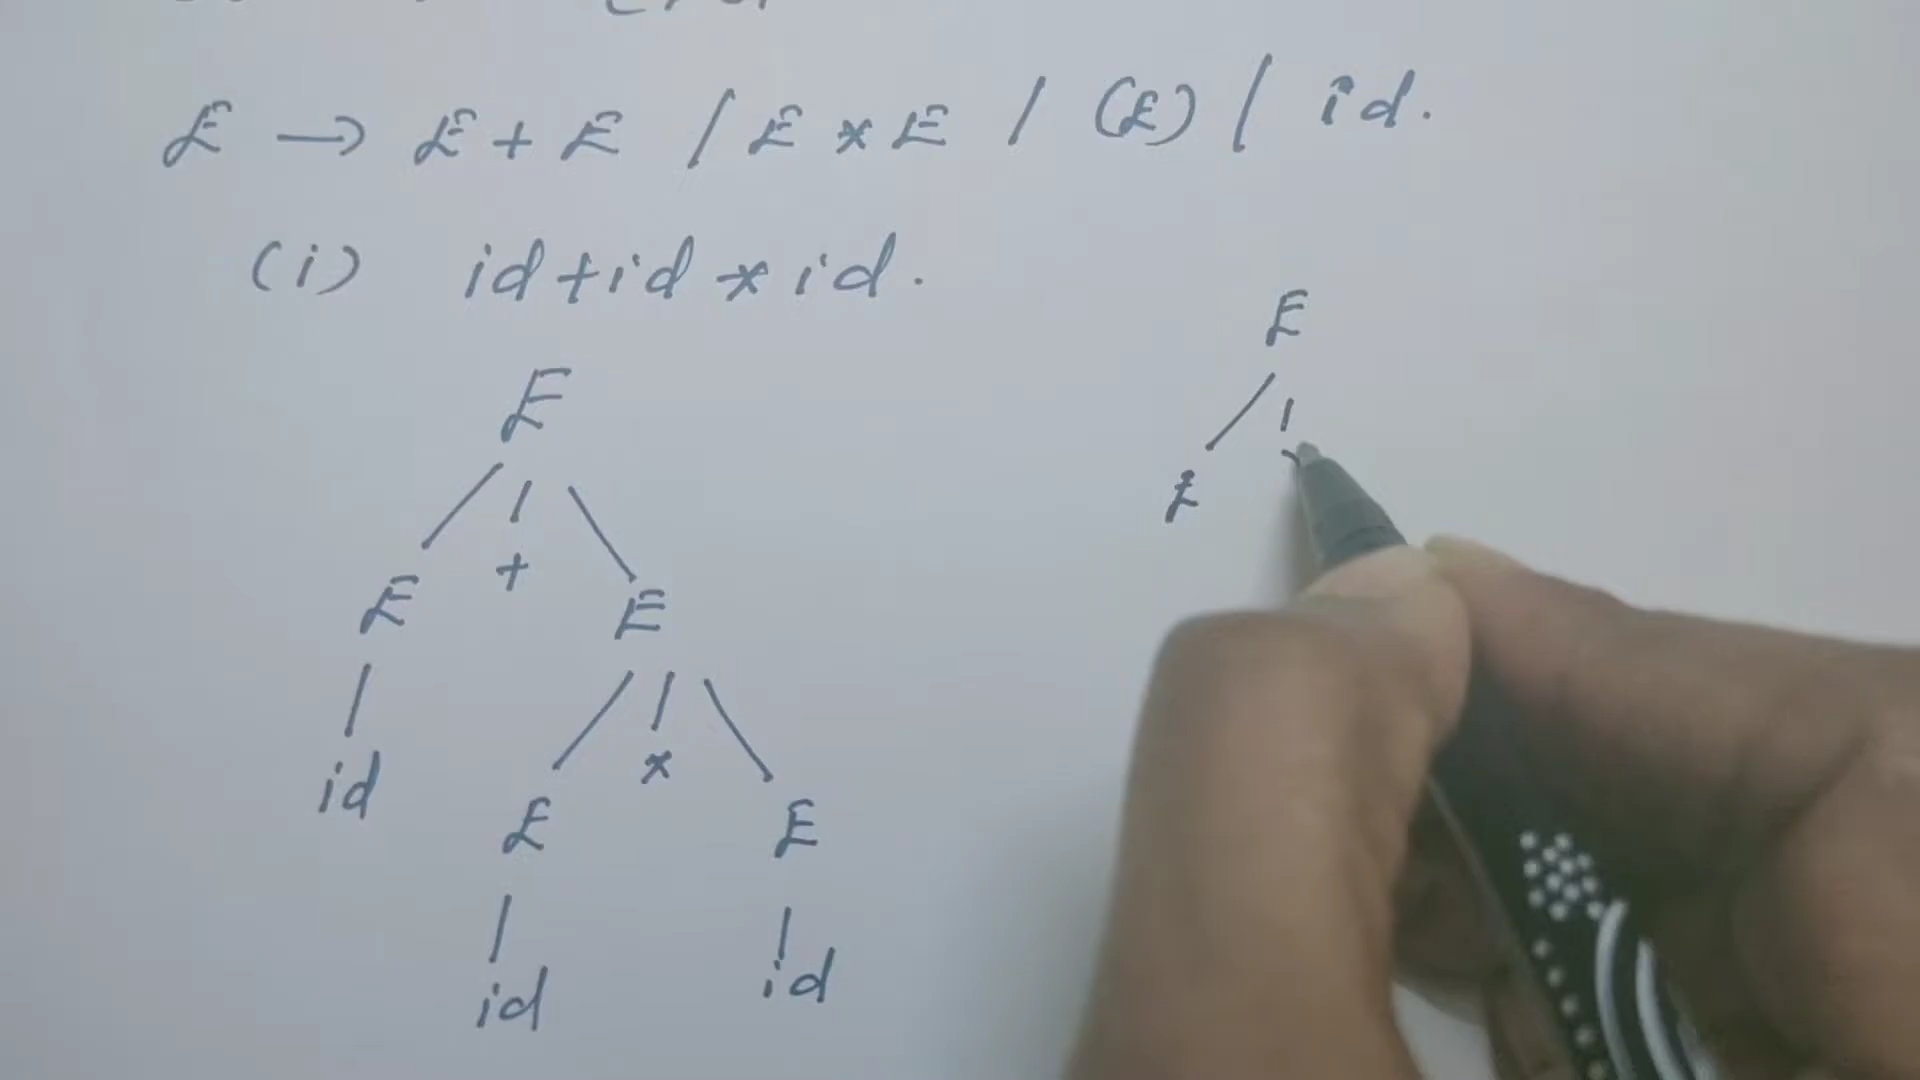 E → E + E / E * E / (E) / id.
(i) id + id * id.
E
E
+
E
E
id
E
*
E
E
id
id